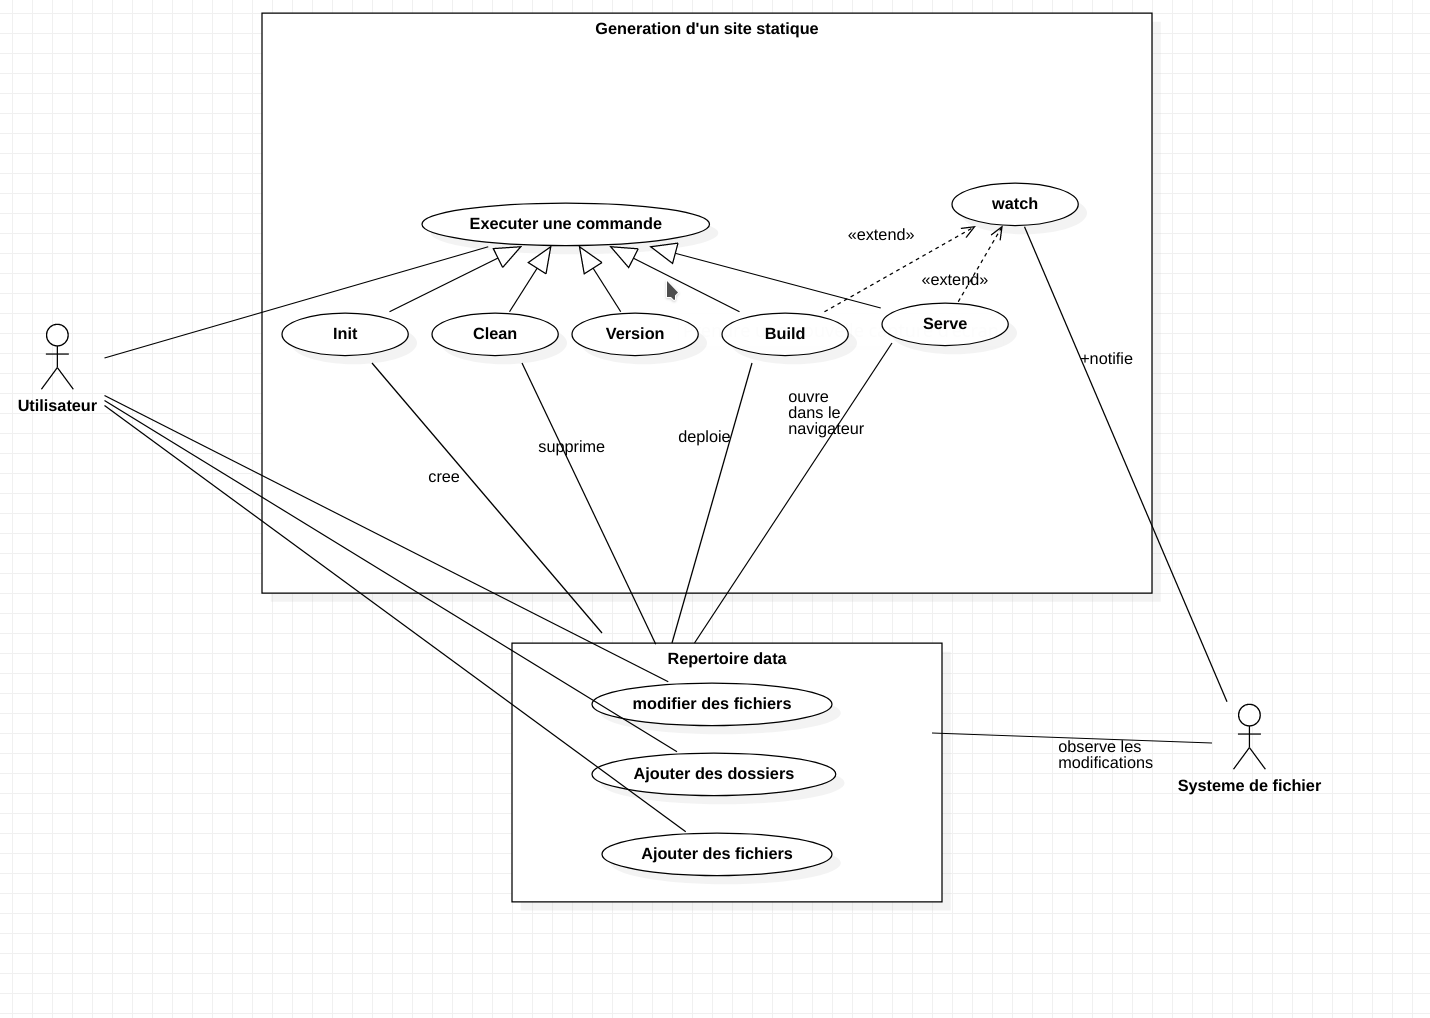 Generation d'un site statique
watch
Executer une commande
«extend»
«extend»
Init
Clean
Version
Build
Serve
+notifie
Utilisateur
ouvre
dans le
navigateur
deploie
supprime
cree
Repertoire data
modifier des fichiers
observe les
modifications
Ajouter des dossiers
Systeme de fichier
Ajouter des fichiers